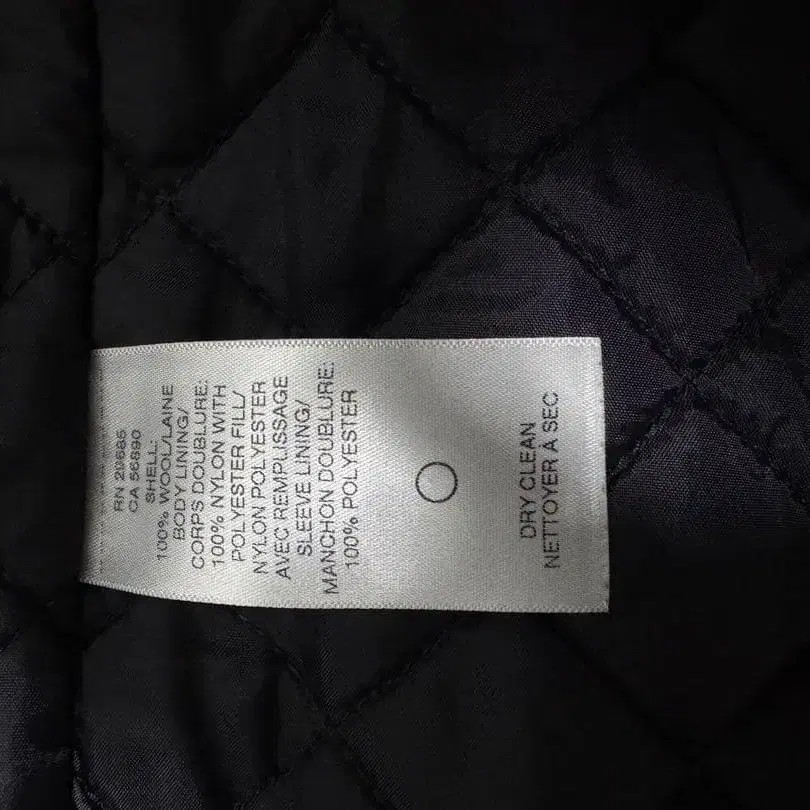 RN 29685
CA 56890
SHELL:
100% WOOL/LAINE
BODY LINING/
CORPS DOUBLURE:
100% NYLON WITH
POLYESTER FILL/
NYLON POLYESTER
AVEC REMPLISSAGE
SLEEVE LINING/
MANCHON DOUBLURE:
100% POLYESTER
DRY CLEAN
NETTOYER A SEC